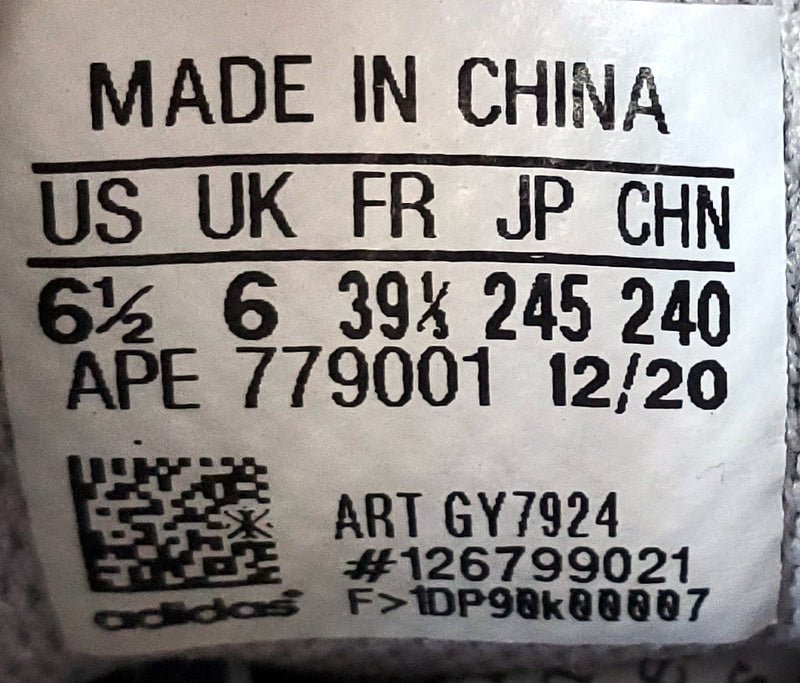 MADE IN CHINA
US UK FR JP CHN
6½ 6 39⅓ 245 240
APE 779001 12/20
ART GY7924
#126799021
adidas
F>1DP90k00007